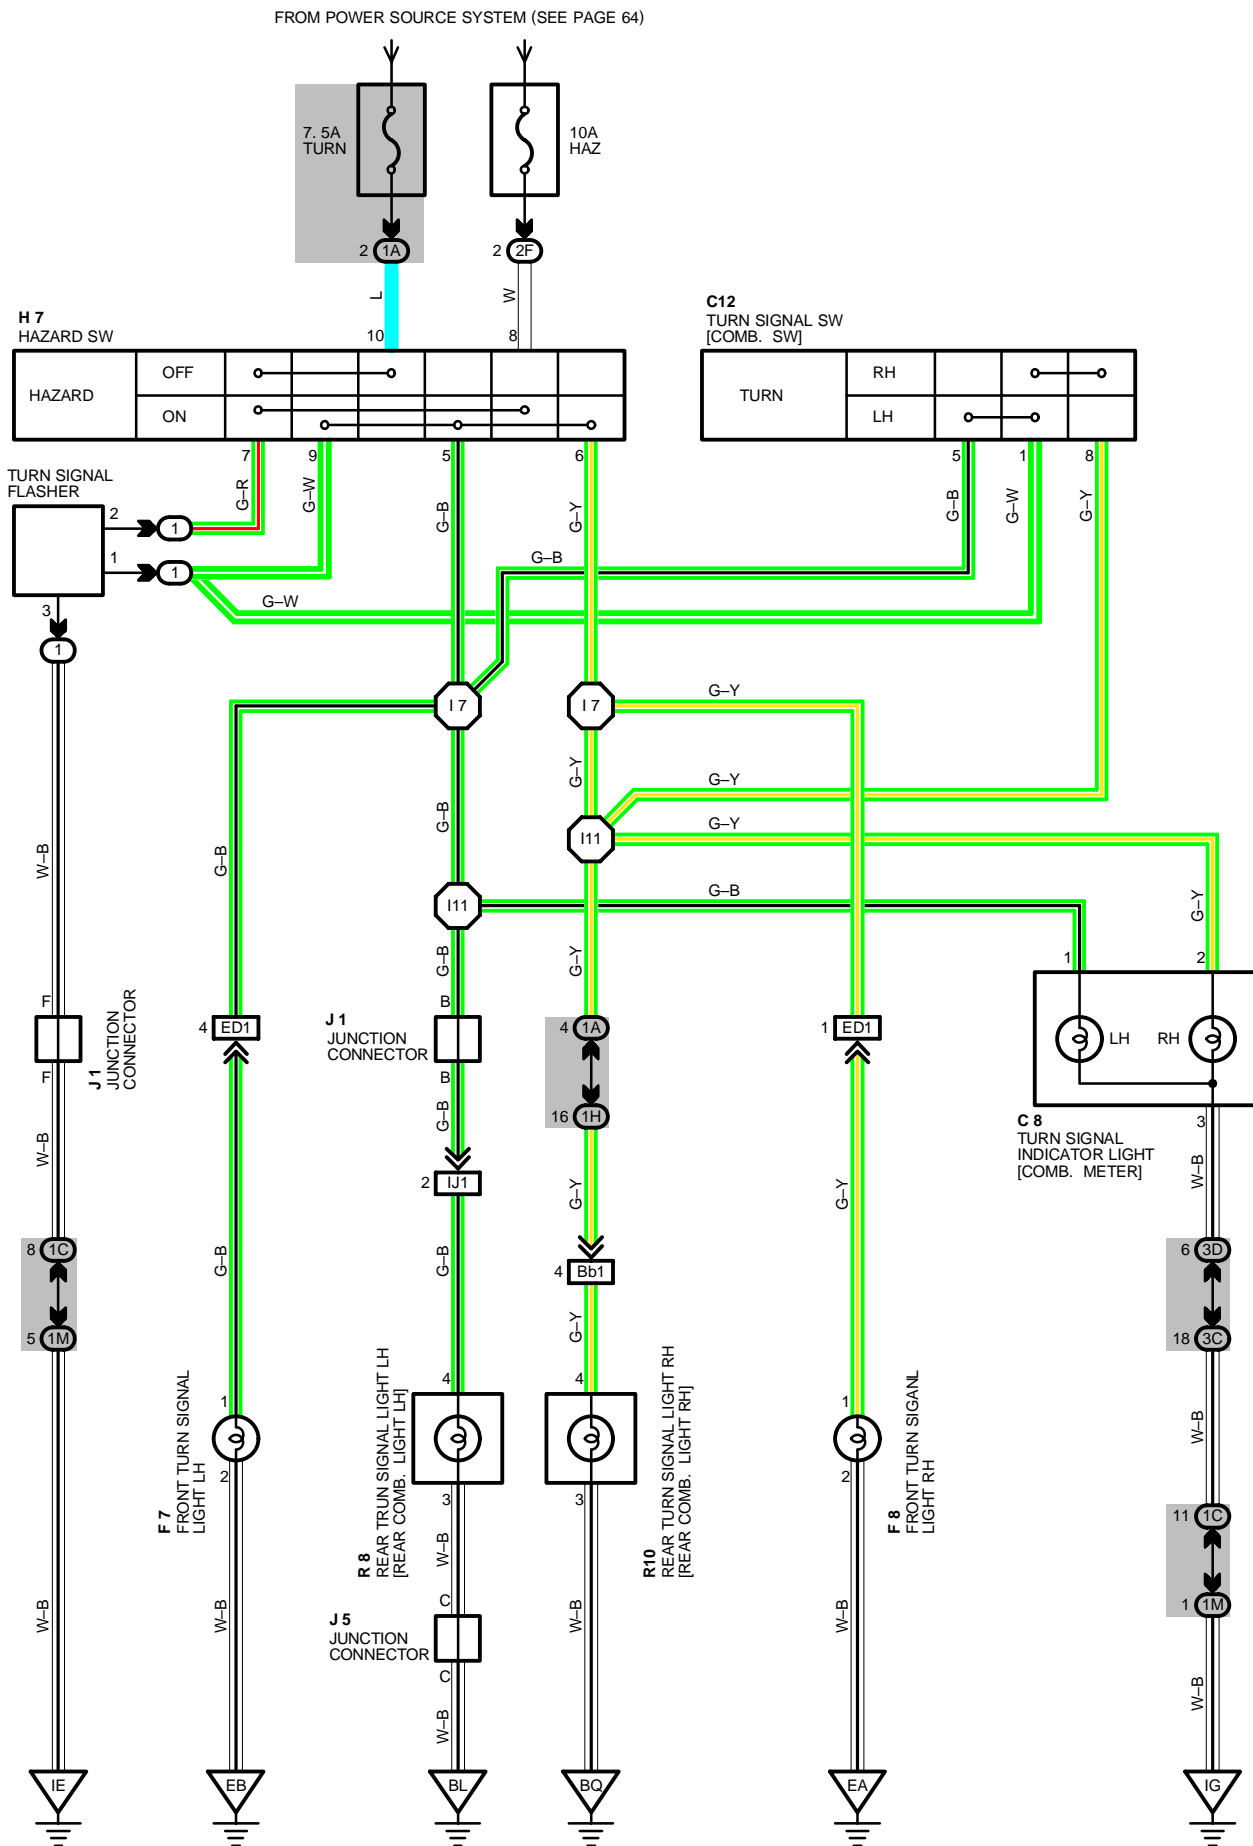 FROM POWER SOURCE SYSTEM (SEE PAGE 64)
7. 5A
TURN
10A
HAZ
2
1A
2
2F
L
W
H 7
HAZARD SW
10
8
C12
TURN SIGNAL SW
[COMB. SW]
HAZARD
OFF
ON
TURN
RH
LH
7
9
5
6
5
1
8
TURN SIGNAL
FLASHER
G–R
G–W
G–B
G–Y
G–B
G–W
G–Y
2
1
1
1
G–B
G–W
3
1
I 7
I 7
G–Y
G–Y
G–Y
G–B
I11
G–Y
W–B
G–B
I11
G–B
G–Y
G–B
G–Y
1
2
F
J 1
JUNCTION
CONNECTOR
F
4
ED1
B
J 1
JUNCTION
CONNECTOR
B
4
1A
16
1H
1
ED1
LH
RH
C 8
TURN SIGNAL
INDICATOR LIGHT
[COMB. METER]
3
W–B
G–B
2
IJ1
G–Y
G–Y
W–B
8
1C
5
1M
G–B
G–B
4
Bb1
G–Y
6
3D
18
3C
1
F 7
FRONT TURN SIGNAL
LIGHT LH
2
4
R 8
REAR TRUN SIGNAL LIGHT LH
[REAR COMB. LIGHT LH]
3
4
R10
REAR TURN SIGNAL LIGHT RH
[REAR COMB. LIGHT RH]
3
1
F 8
FRONT TURN SIGANL
LIGHT RH
2
W–B
11
1C
1
1M
W–B
W–B
W–B
C
J 5
JUNCTION
CONNECTOR
C
W–B
W–B
W–B
W–B
IE
EB
BL
BQ
EA
IG